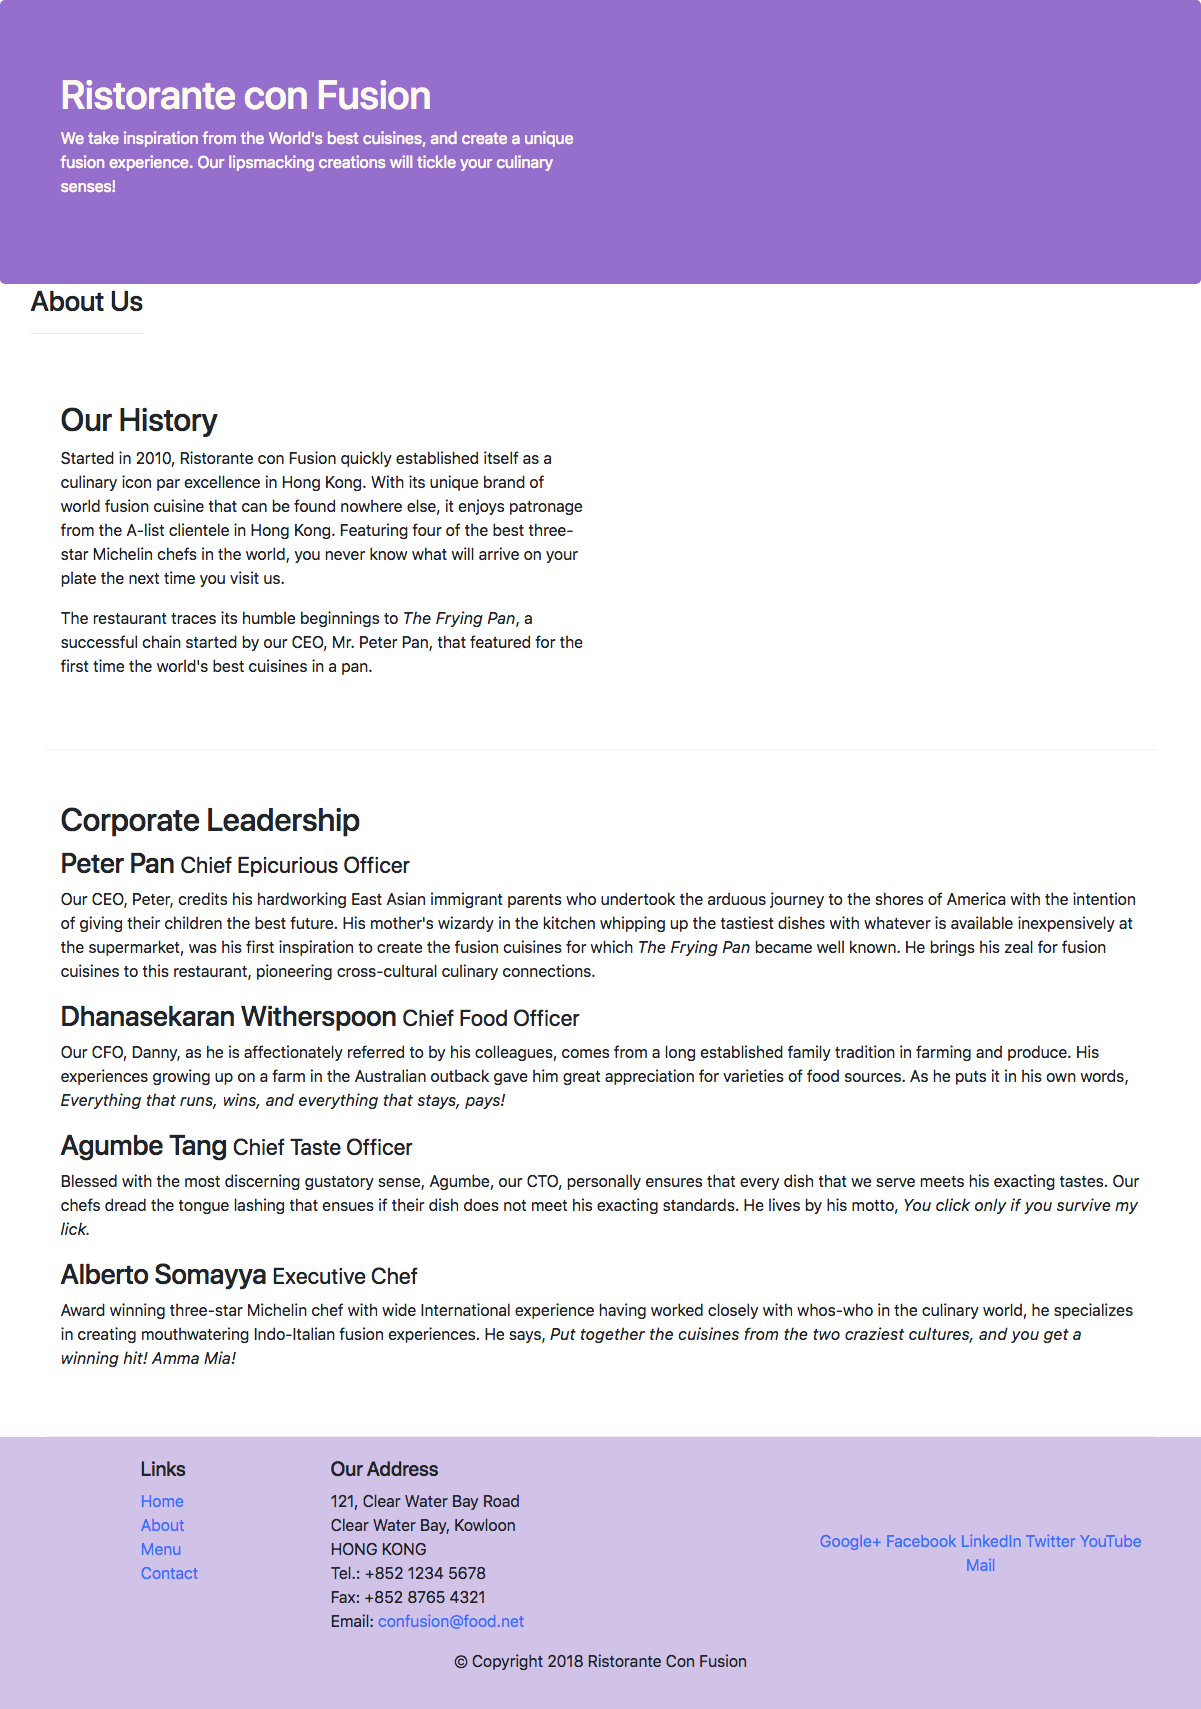 Ristorante con Fusion
We take inspiration from the World's best cuisines, and create a unique
fusion experience. Our lipsmacking creations will tickle your culinary
senses!
About Us
Our History
Started in 2010, Ristorante con Fusion quickly established itself as a
culinary icon par excellence in Hong Kong. With its unique brand of
world fusion cuisine that can be found nowhere else, it enjoys patronage
from the A-list clientele in Hong Kong. Featuring four of the best three-
star Michelin chefs in the world, you never know what will arrive on your
plate the next time you visit us.
The restaurant traces its humble beginnings to The Frying Pan, a
successful chain started by our CEO, Mr. Peter Pan, that featured for the
first time the world's best cuisines in a pan.
Corporate Leadership
Peter Pan Chief Epicurious Officer
Our CEO, Peter, credits his hardworking East Asian immigrant parents who undertook the arduous journey to the shores of America with the intention
of giving their children the best future. His mother's wizardy in the kitchen whipping up the tastiest dishes with whatever is available inexpensively at
the supermarket, was his first inspiration to create the fusion cuisines for which The Frying Pan became well known. He brings his zeal for fusion
cuisines to this restaurant, pioneering cross-cultural culinary connections.
Dhanasekaran Witherspoon Chief Food Officer
Our CFO, Danny, as he is affectionately referred to by his colleagues, comes from a long established family tradition in farming and produce. His
experiences growing up on a farm in the Australian outback gave him great appreciation for varieties of food sources. As he puts it in his own words,
Everything that runs, wins, and everything that stays, pays!
Agumbe Tang Chief Taste Officer
Blessed with the most discerning gustatory sense, Agumbe, our CTO, personally ensures that every dish that we serve meets his exacting tastes. Our
chefs dread the tongue lashing that ensues if their dish does not meet his exacting standards. He lives by his motto, You click only if you survive my
lick.
Alberto Somayya Executive Chef
Award winning three-star Michelin chef with wide International experience having worked closely with whos-who in the culinary world, he specializes
in creating mouthwatering Indo-Italian fusion experiences. He says, Put together the cuisines from the two craziest cultures, and you get a
winning hit! Amma Mia!
Links
Home
About
Menu
Contact
Our Address
121, Clear Water Bay Road
Clear Water Bay, Kowloon
HONG KONG
Tel.: +852 1234 5678
Fax: +852 8765 4321
Email: confusion@food.net
Google+ Facebook LinkedIn Twitter YouTube
Mail
© Copyright 2018 Ristorante Con Fusion